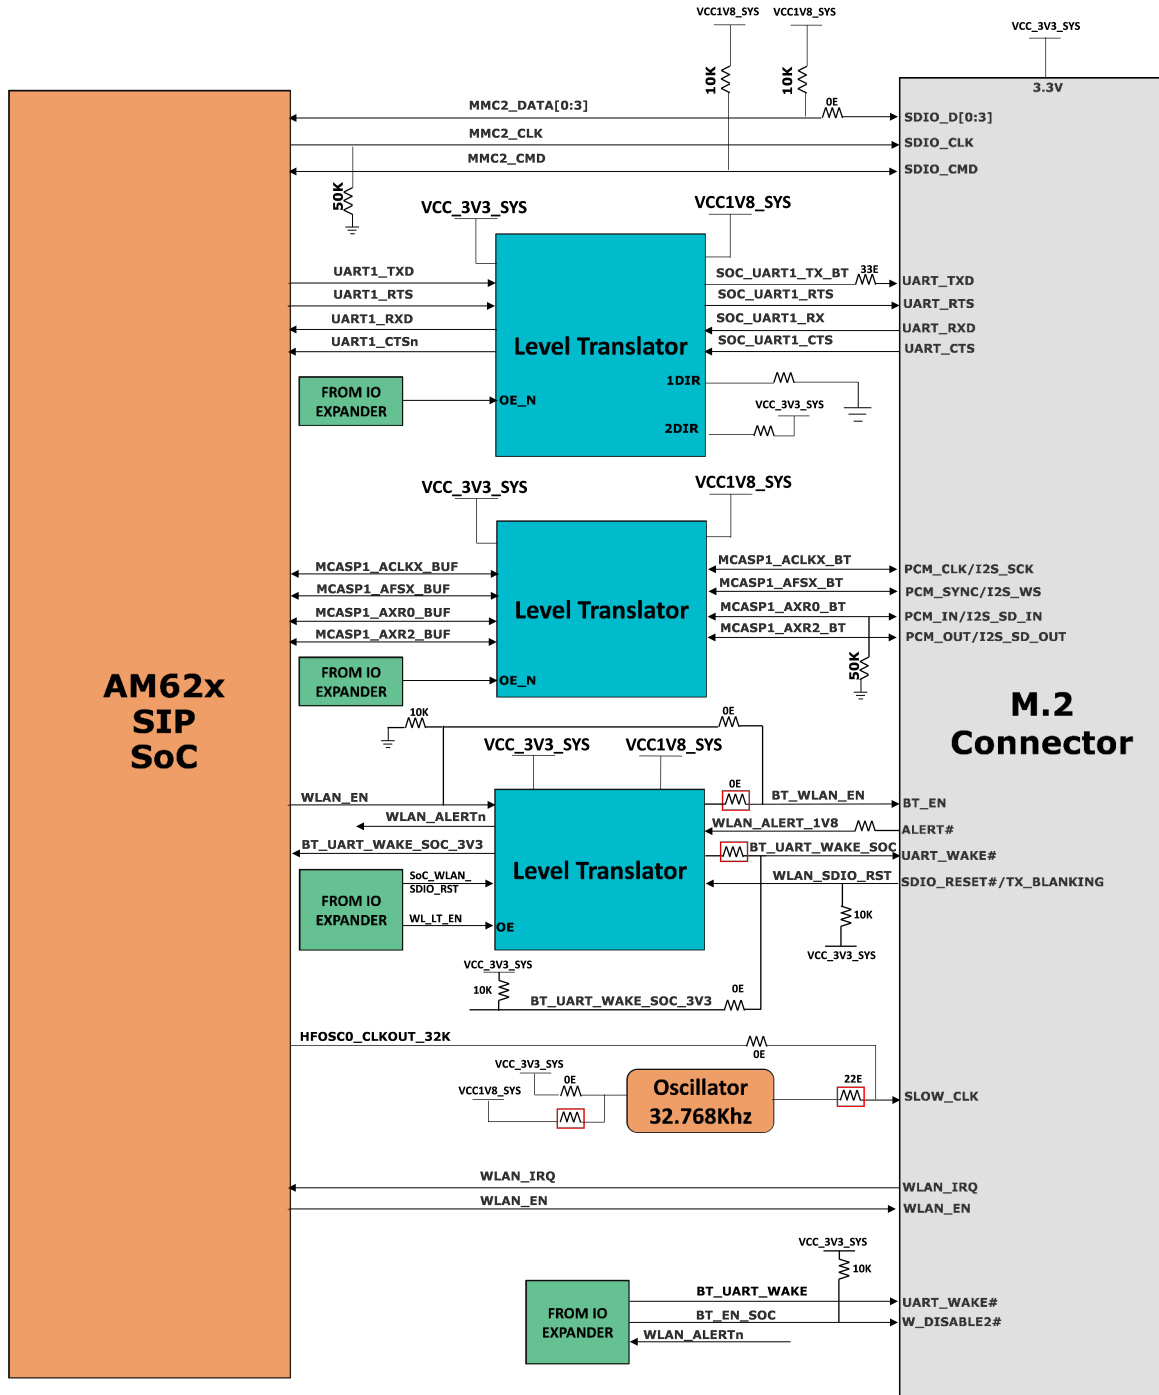 VCC1V8_SYS
VCC1V8_SYS
VCC_3V3_SYS
10K
10K
3.3V
MMC2_DATA[0:3]
0E
SDIO_D[0:3]
MMC2_CLK
SDIO_CLK
MMC2_CMD
SDIO_CMD
50K
VCC_3V3_SYS
VCC1V8_SYS
UART1_TXD
SOC_UART1_TX_BT
33E
UART_TXD
UART1_RTS
SOC_UART1_RTS
UART_RTS
UART1_RXD
SOC_UART1_RX
UART_RXD
UART1_CTSn
Level Translator
SOC_UART1_CTS
UART_CTS
FROM IO
EXPANDER
OE_N
1DIR
VCC_3V3_SYS
2DIR
VCC_3V3_SYS
VCC1V8_SYS
MCASP1_ACLKX_BUF
MCASP1_ACLKX_BT
PCM_CLK/I2S_SCK
MCASP1_AFSX_BUF
MCASP1_AFSX_BT
PCM_SYNC/I2S_WS
MCASP1_AXR0_BUF
Level Translator
MCASP1_AXR0_BT
PCM_IN/I2S_SD_IN
MCASP1_AXR2_BUF
MCASP1_AXR2_BT
PCM_OUT/I2S_SD_OUT
FROM IO
EXPANDER
OE_N
50K
AM62x
SIP
SoC
M.2
Connector
10K
0E
VCC_3V3_SYS
VCC1V8_SYS
0E
WLAN_EN
BT_WLAN_EN
BT_EN
WLAN_ALERTn
WLAN_ALERT_1V8
ALERT#
BT_UART_WAKE_SOC_3V3
BT_UART_WAKE_SOC
UART_WAKE#
Level Translator
FROM IO
EXPANDER
SoC_WLAN_
SDIO_RST
WLAN_SDIO_RST
SDIO_RESET#/TX_BLANKING
WL_LT_EN
OE
10K
VCC_3V3_SYS
VCC_3V3_SYS
10K
BT_UART_WAKE_SOC_3V3
0E
HFOSC0_CLKOUT_32K
0E
VCC_3V3_SYS
0E
VCC1V8_SYS
Oscillator
32.768Khz
22E
SLOW_CLK
WLAN_IRQ
WLAN_IRQ
WLAN_EN
WLAN_EN
VCC_3V3_SYS
10K
FROM IO
EXPANDER
BT_UART_WAKE
UART_WAKE#
BT_EN_SOC
W_DISABLE2#
WLAN_ALERTn